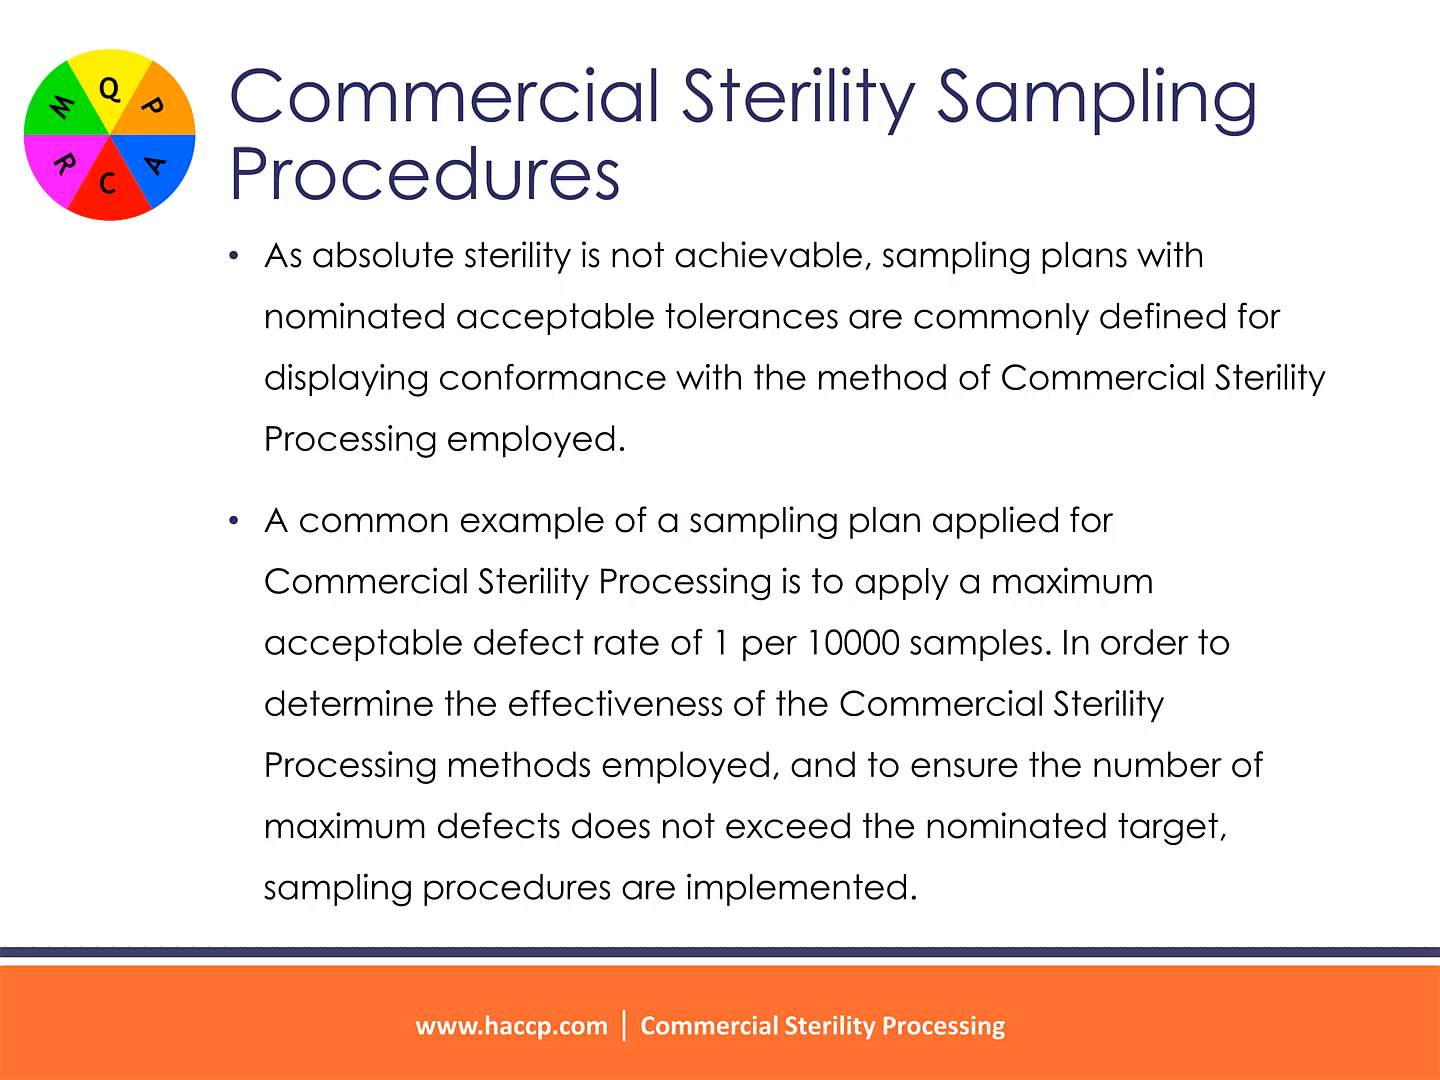 Q
P
A
C
R
M
Commercial Sterility Sampling
Procedures
• As absolute sterility is not achievable, sampling plans with
nominated acceptable tolerances are commonly defined for
displaying conformance with the method of Commercial Sterility
Processing employed.
• A common example of a sampling plan applied for
Commercial Sterility Processing is to apply a maximum
acceptable defect rate of 1 per 10000 samples. In order to
determine the effectiveness of the Commercial Sterility
Processing methods employed, and to ensure the number of
maximum defects does not exceed the nominated target,
sampling procedures are implemented.
www.haccp.com | Commercial Sterility Processing